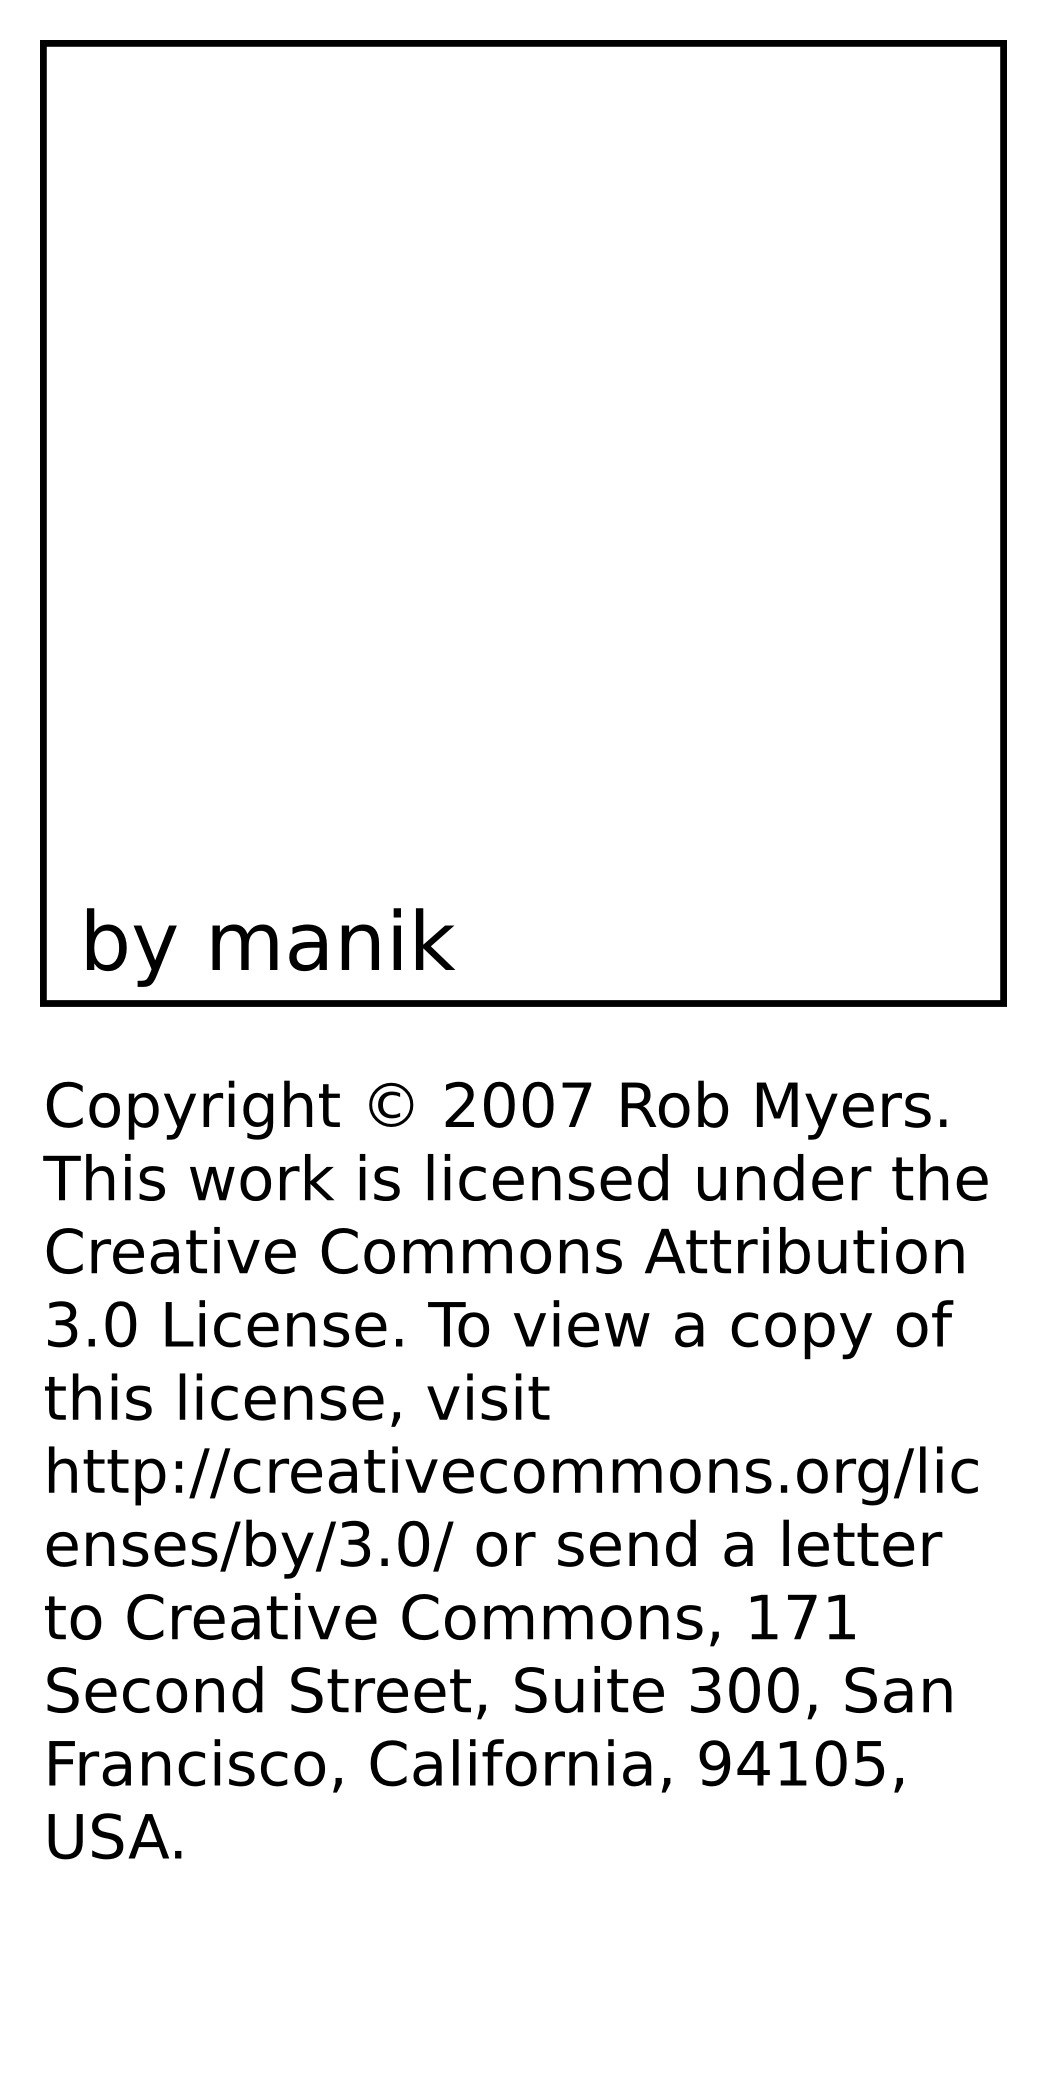 by manik
Copyright © 2007 Rob Myers.
This work is licensed under the
Creative Commons Attribution
3.0 License. To view a copy of
this license, visit
http://creativecommons.org/lic
enses/by/3.0/ or send a letter
to Creative Commons, 171
Second Street, Suite 300, San
Francisco, California, 94105,
USA.